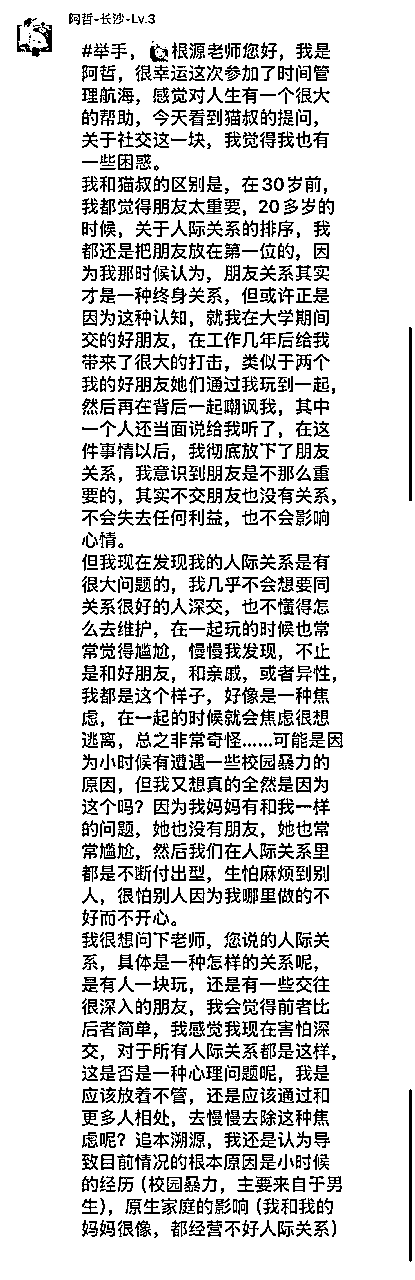 阿哲-长沙-Lv.3
#举手，根源老师您好，我是
阿哲，很幸运这次参加了时间管
理航海，感觉对人生有一个很大
的帮助，今天看到猫叔的提问，
关于社交这一块，我觉得我也有
一些困惑。
我和猫叔的区别是，在30岁前，
我都觉得朋友太重要，20多岁的
时候，关于人际关系的排序，我
都还是把朋友放在第一位的，因
为我那时候认为，朋友关系其实
才是一种终身关系，但或许正是
因为这种认知，就我在大学期间
交的好朋友，在工作几年后给我
带来了很大的打击，类似于两个
我的好朋友她们通过我玩到一起，
然后再在背后一起嘲讽我，其中
一个人还当面说给我听了，在这
件事情以后，我彻底放下了朋友
关系，我意识到朋友是不那么重
要的，其实不交朋友也没有关系，
不会失去任何利益，也不会影响
心情。
但我现在发现我的人际关系是有
很大问题的，我几乎不会想要同
关系很好的人深交，也不懂得怎
么去维护，在一起玩的时候也常
常觉得尴尬，慢慢我发现，不止
是和好朋友，和亲戚，或者异性，
我都是这个样子，好像是一种焦
虑，在一起的时候就会焦虑很想
逃离，总之非常奇怪……可能是因
为小时候有遭遇一些校园暴力的
原因，但我又想真的全然是因为
这个吗？因为我妈妈有和我一样
的问题，她也没有朋友，她也常
常尴尬，然后我们在人际关系里
都是不断付出型，生怕麻烦到别
人，很怕别人因为我哪里做的不
好而不开心。
我很想问下老师，您说的人际关
系，具体是一种怎样的关系呢，
是有人一块玩，还是有一些交往
很深入的朋友，我会觉得前者比
后者简单，我感觉我现在害怕深
交，对于所有人际关系都是这样，
这是否是一种心理问题呢，我是
应该放着不管，还是应该通过和
更多人相处，去慢慢去除这种焦
虑呢？追本溯源，我还是认为导
致目前情况的根本原因是小时候
的经历（校园暴力，主要来自于男
生），原生家庭的影响（我和我的
妈妈很像，都经营不好人际关系）